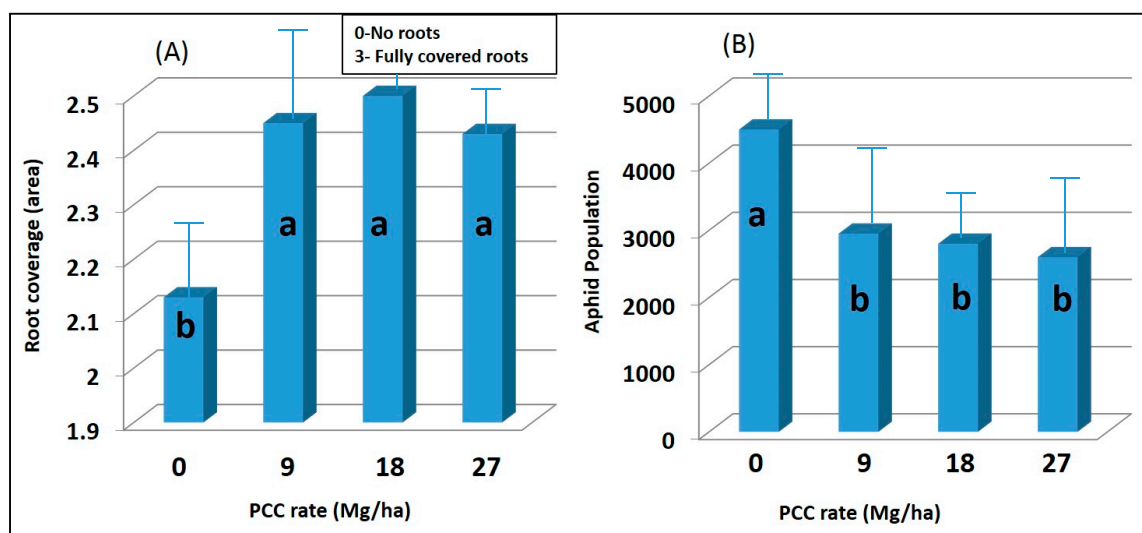 (A)
0-No roots
3- Fully covered roots
Root coverage (area)
2.5
2.4
2.3
2.2
2.1
2
1.9
b
a
a
a
0 9 18 27
PCC rate (Mg/ha)
(B)
Aphid Population
5000
4000
3000
2000
1000
0
a
b
b
b
0 9 18 27
PCC rate (Mg/ha)